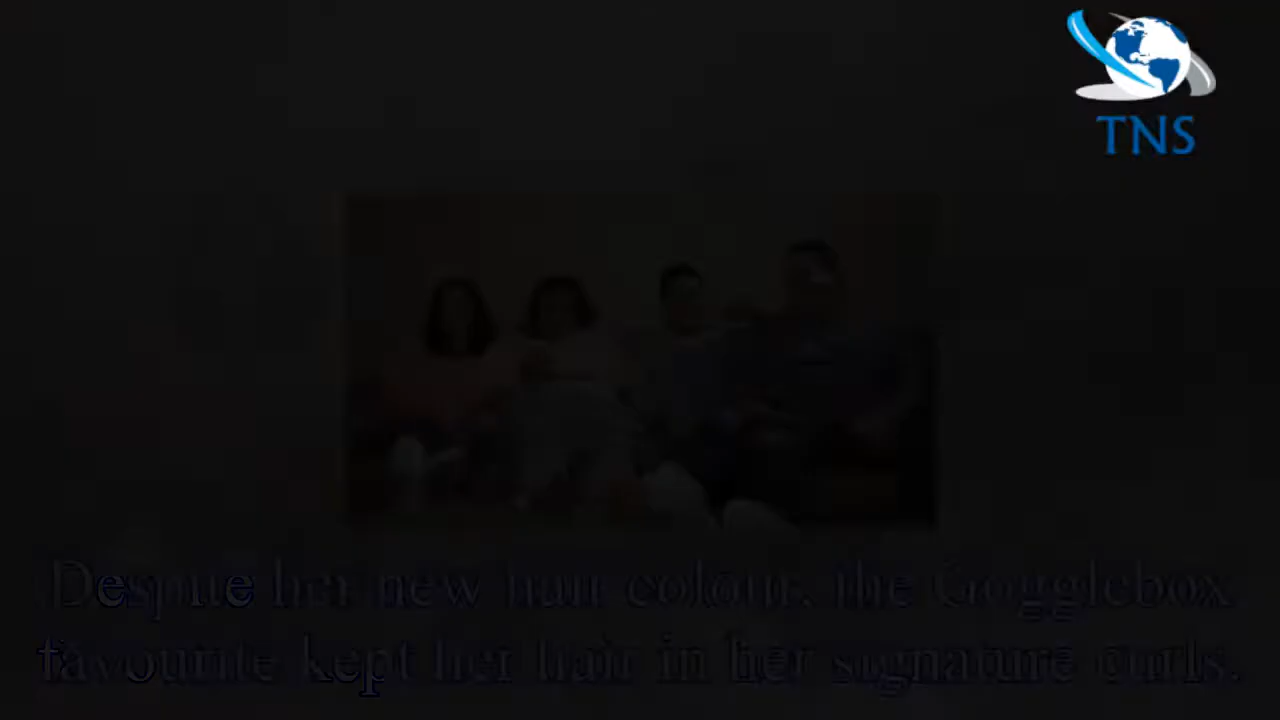 TNS
Despite her new hair colour, the Gogglebox
favourite kept her hair in her signature curls.